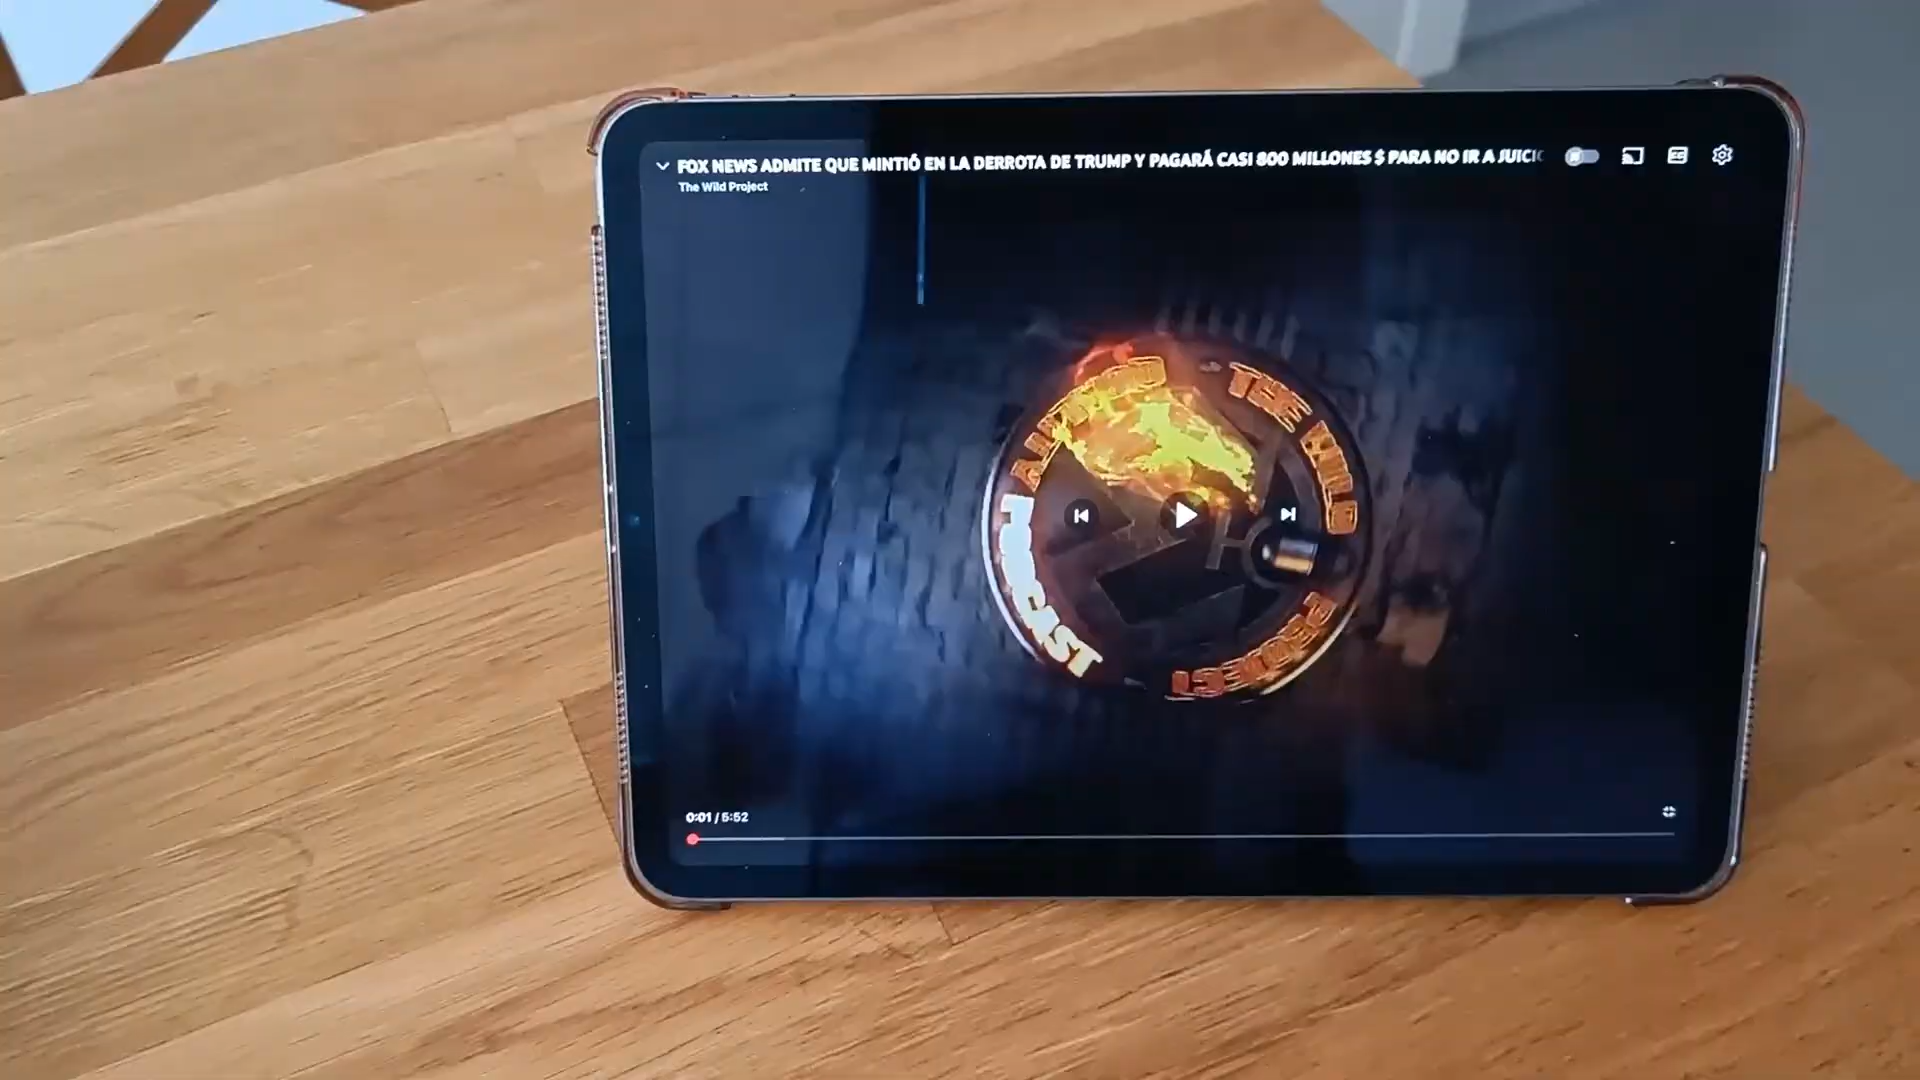 FOX NEWS ADMITE QUE MINTIÓ EN LA DERROTA DE TRUMP Y PAGARÁ CASI 800 MILLONES $ PARA NO IR A JUICI
The Wild Project
THE WILD
PROJECT
PODCAST
0:01 / 5:52